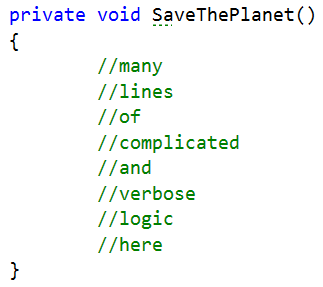 private void SaveThePlanet()
{
//many
//lines
//of
//complicated
//and
//verbose
//logic
//here
}